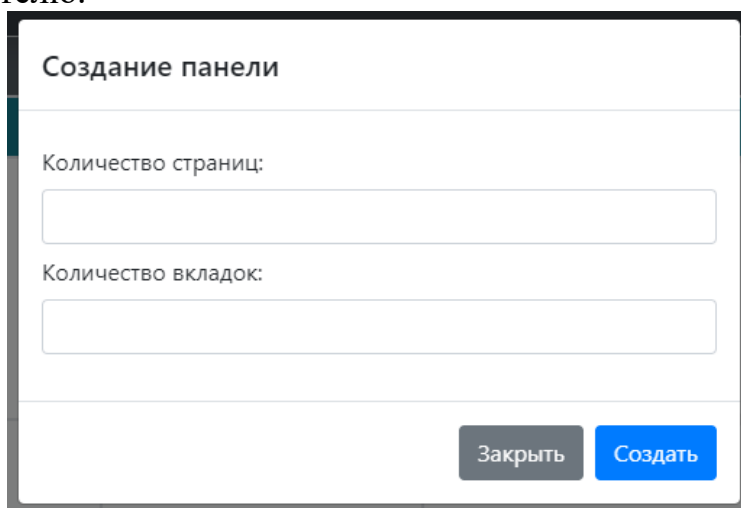 Создание панели
Количество страниц:
Количество вкладок:
Закрыть Создать